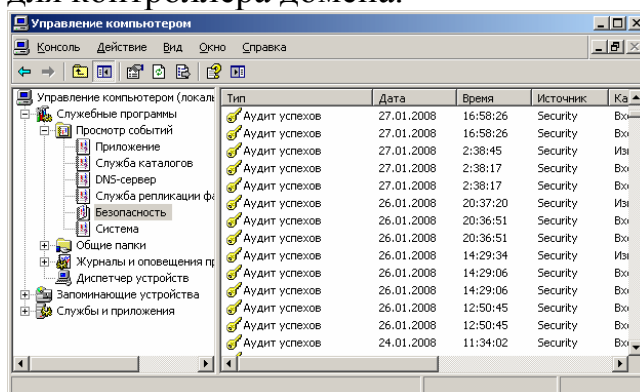 для контроллера домена.
Управление компьютером
Консоль Действие Вид Окно Справка
Управление компьютером (локаль
Служебные программы
Просмотр событий
Приложение
Служба каталогов
DNS-сервер
Служба репликации фа
Безопасность
Система
Общие папки
Журналы и оповещения пр
Диспетчер устройств
Запоминающие устройства
Службы и приложения
Тип Дата Время Источник Ка
Аудит успехов 27.01.2008 16:58:26 Security Вхо
Аудит успехов 27.01.2008 16:58:26 Security Вхо
Аудит успехов 27.01.2008 2:38:45 Security Изм
Аудит успехов 27.01.2008 2:38:17 Security Вхо
Аудит успехов 27.01.2008 2:38:17 Security Вхо
Аудит успехов 26.01.2008 20:37:20 Security Изм
Аудит успехов 26.01.2008 20:36:51 Security Вхо
Аудит успехов 26.01.2008 20:36:51 Security Вхо
Аудит успехов 26.01.2008 14:29:34 Security Изм
Аудит успехов 26.01.2008 14:29:06 Security Вхо
Аудит успехов 26.01.2008 14:29:06 Security Вхо
Аудит успехов 26.01.2008 12:50:45 Security Вхо
Аудит успехов 26.01.2008 12:50:45 Security Вхо
Аудит успехов 24.01.2008 11:34:02 Security Вхо